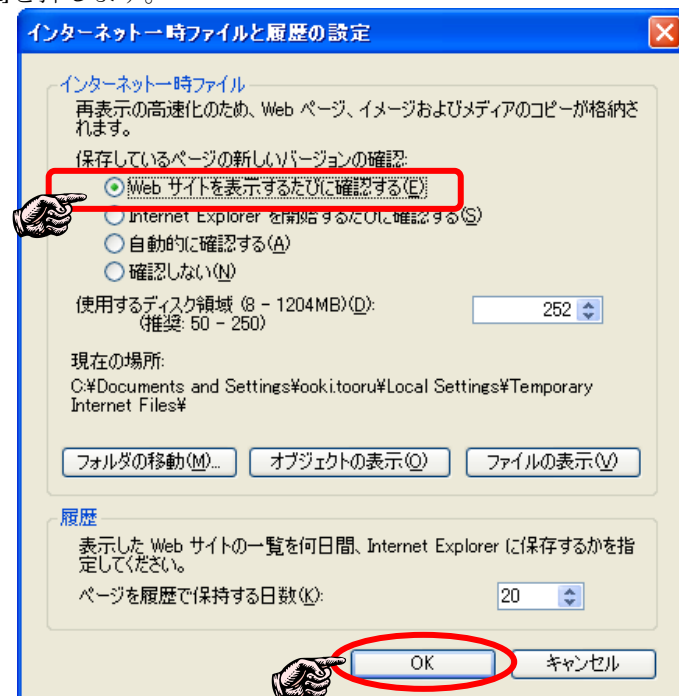 を押します。
インターネット一時ファイルと履歴の設定
インターネット一時ファイル
再表示の高速化のため、Web ページ、イメージおよびメディアのコピーが格納さ
れます。
保存しているページの新しいバージョンの確認:
Web サイトを表示するたびに確認する(E)
Internet Explorer を開始するたびに確認する(S)
自動的に確認する(A)
確認しない(N)
使用するディスク領域 (8 - 1204MB)(D): 252
(推奨: 50 - 250)
現在の場所:
C:¥Documents and Settings¥ooki.tooru¥Local Settings¥Temporary
Internet Files¥
フォルダの移動(M)... オブジェクトの表示(O) ファイルの表示(V)
履歴
表示した Web サイトの一覧を何日間、Internet Explorer に保存するかを指
定してください。
ページを履歴で保持する日数(K): 20
OK キャンセル